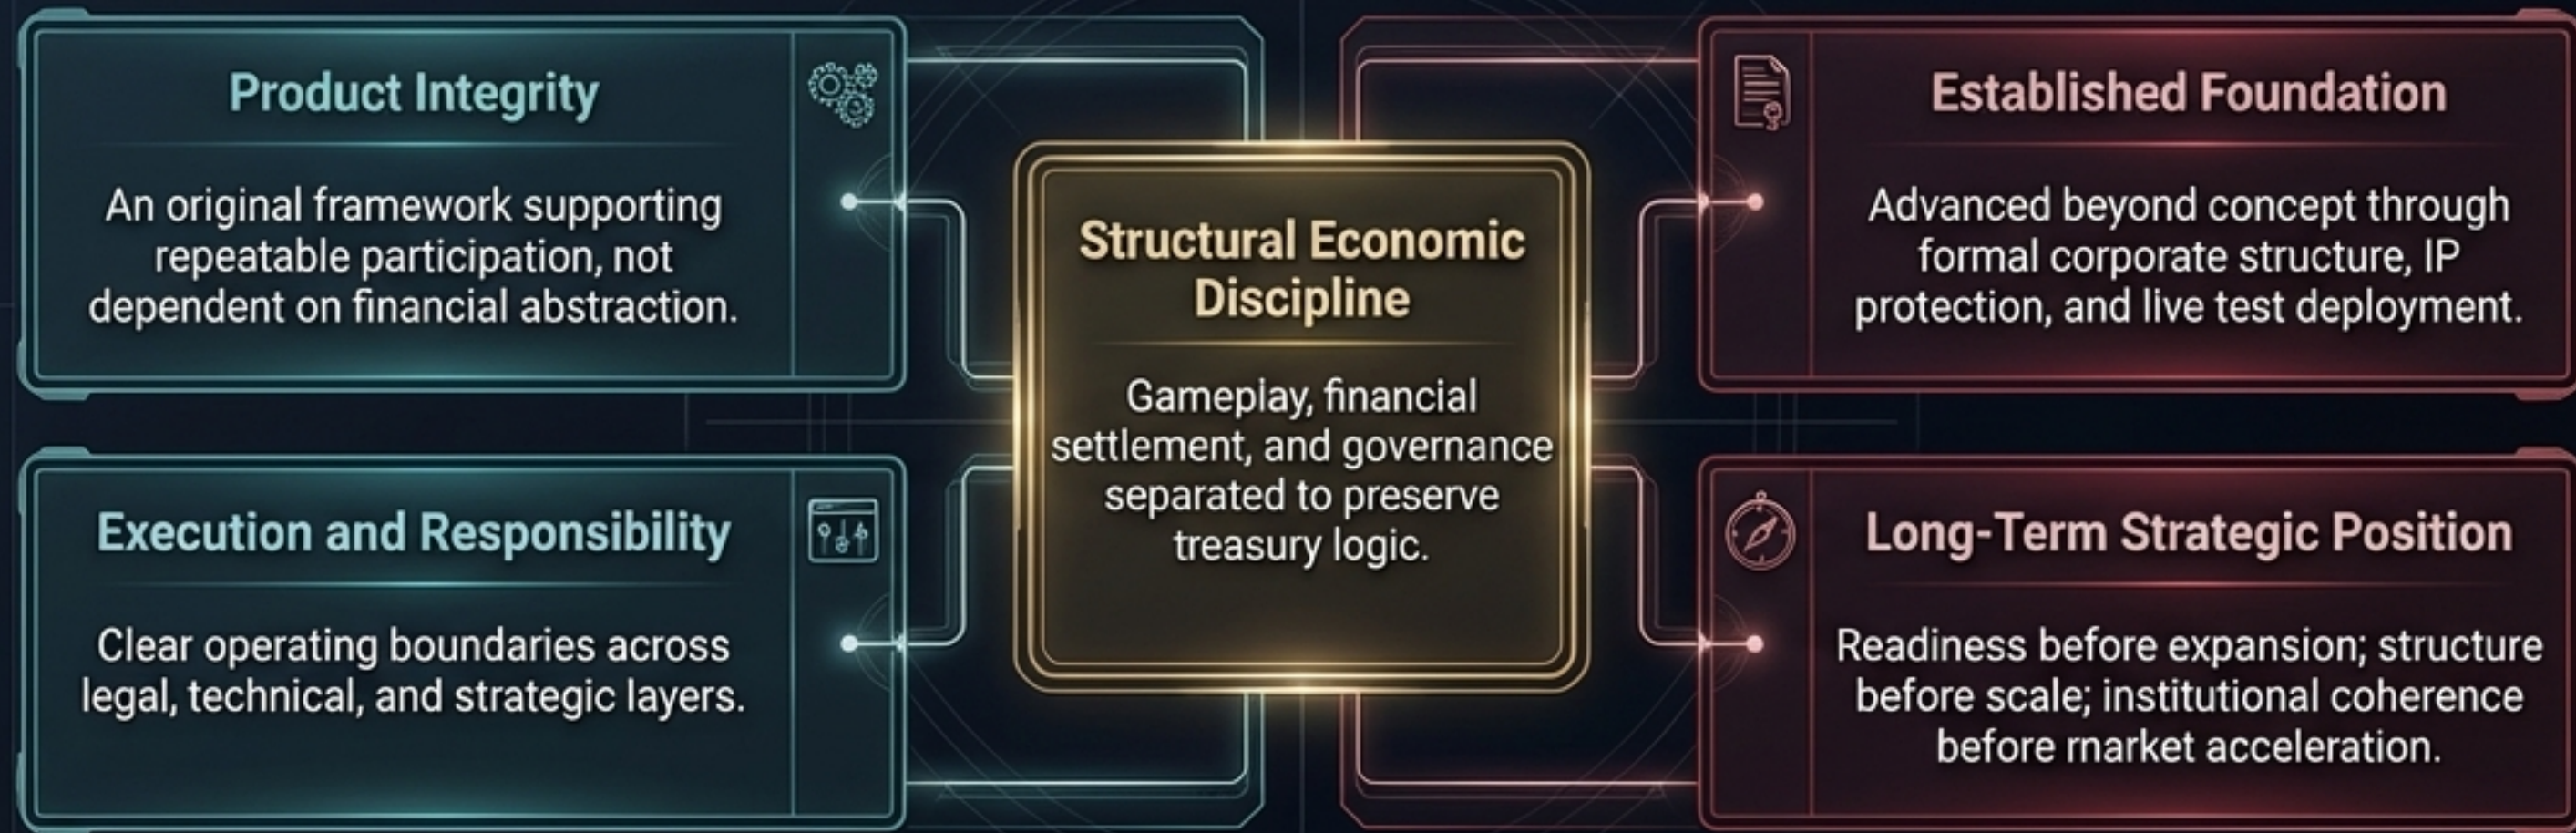 Product Integrity
An original framework supporting
repeatable participation, not
dependent on financial abstraction.
Execution and Responsibility
Clear operating boundaries across
legal, technical, and strategic layers.
Structural Economic
Discipline
Gameplay, financial
settlement, and governance
separated to preserve
treasury logic.
Established Foundation
Advanced beyond concept through
formal corporate structure, IP
protection, and live test deployment.
Long-Term Strategic Position
Readiness before expansion; structure
before scale; institutional coherence
before rnarket acceleration.